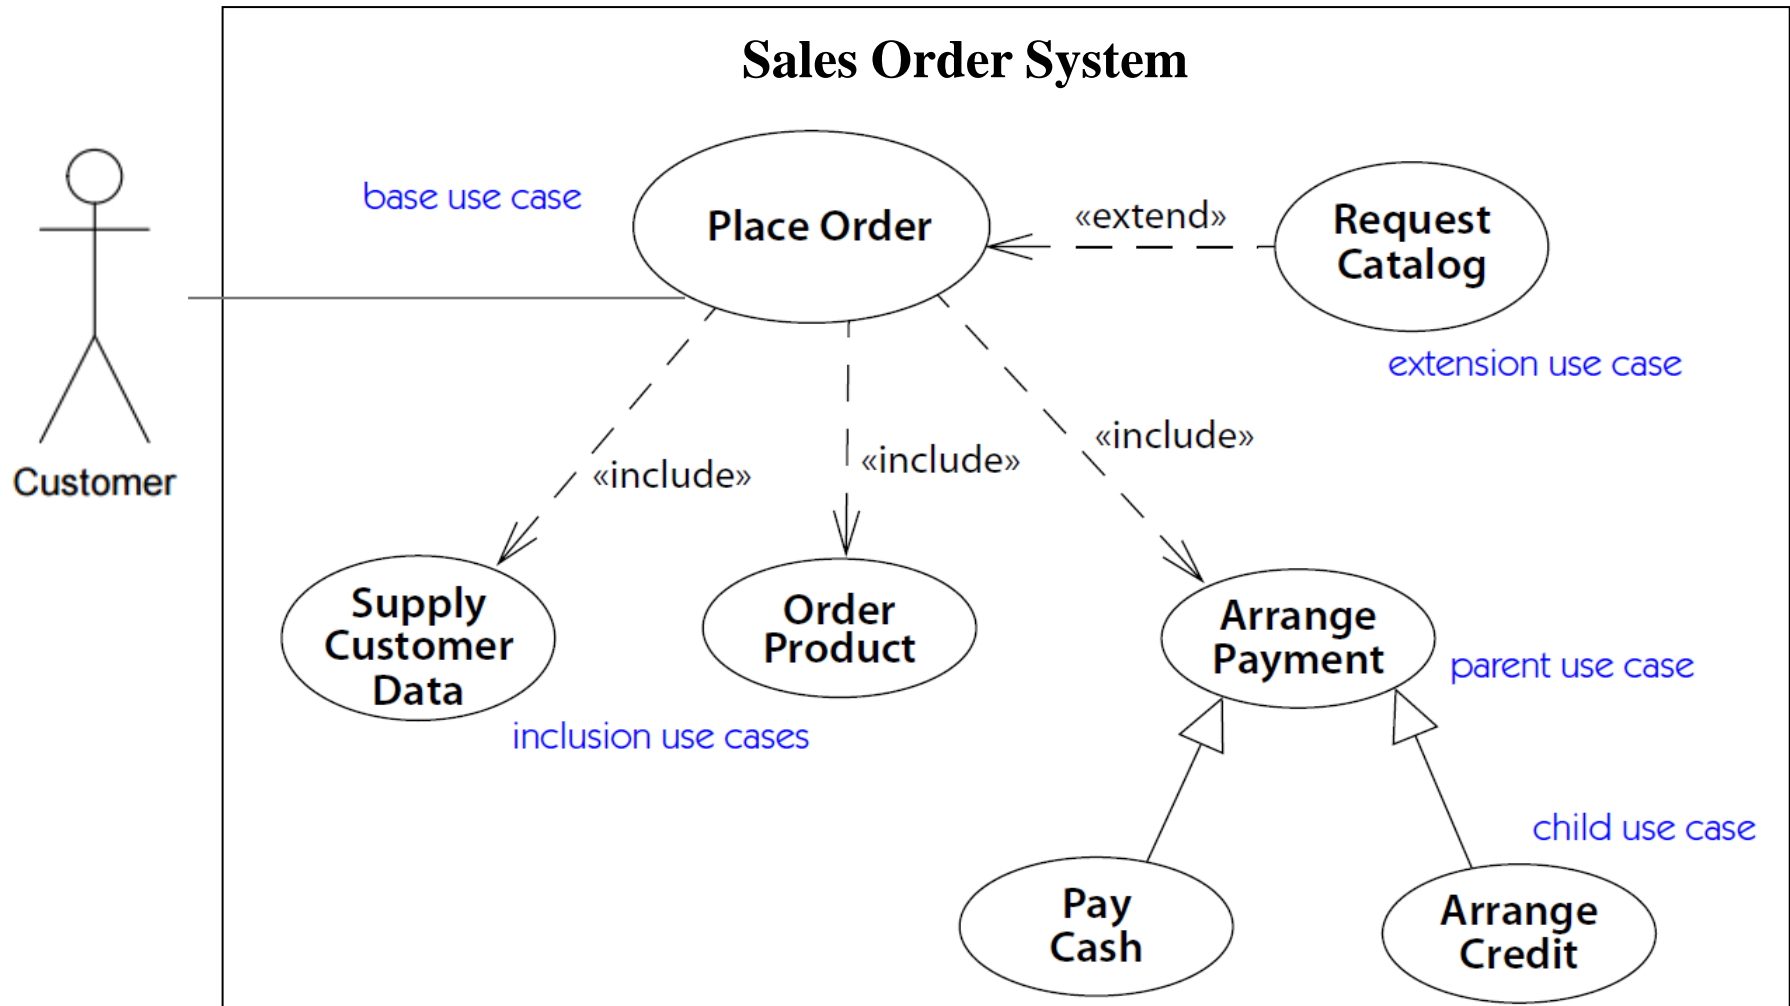 Sales Order System
base use case
Place Order
«extend»
Request
Catalog
extension use case
Customer
«include»
«include»
«include»
Supply
Customer
Data
Order
Product
Arrange
Payment
parent use case
inclusion use cases
child use case
Pay
Cash
Arrange
Credit